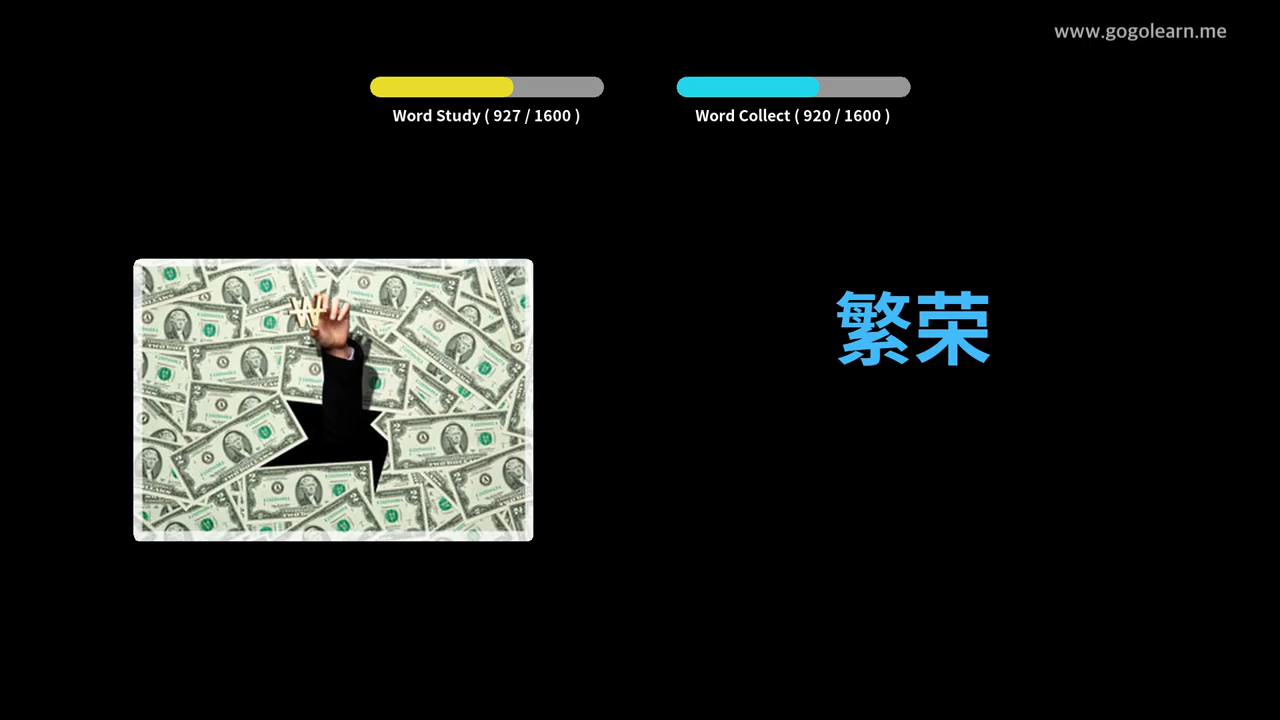 www.gogolearn.me
Word Study ( 927 / 1600 )
Word Collect ( 920 / 1600 )
₩
繁荣